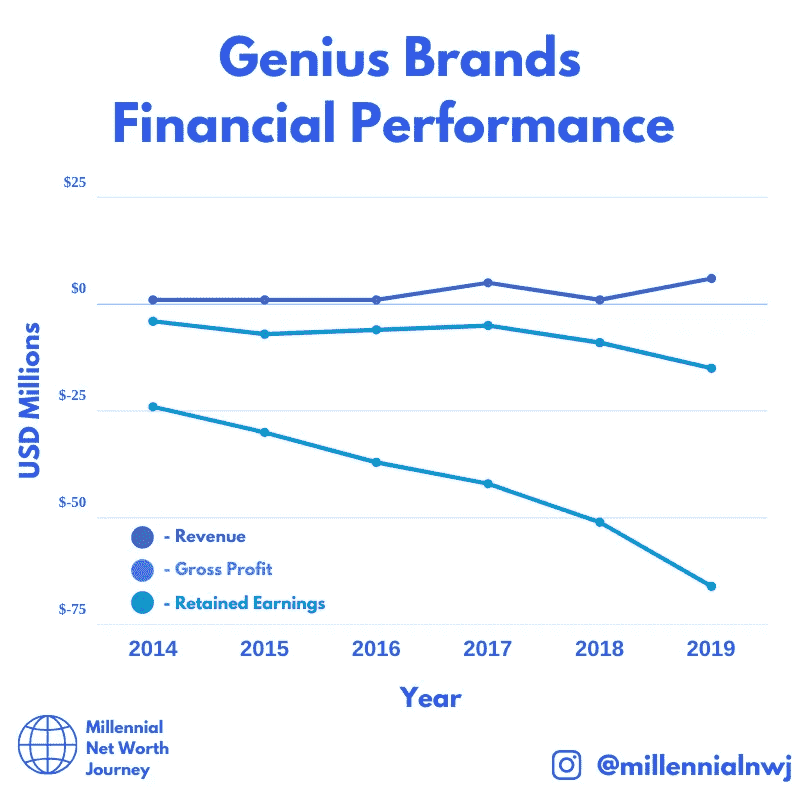 Genius Brands
Financial Performance
$25
$0
$-25
$-50
$-75
USD Millions
- Revenue
- Gross Profit
- Retained Earnings
2014 2015 2016 2017 2018 2019
Year
Millennial
Net Worth
Journey
@millennialnwj